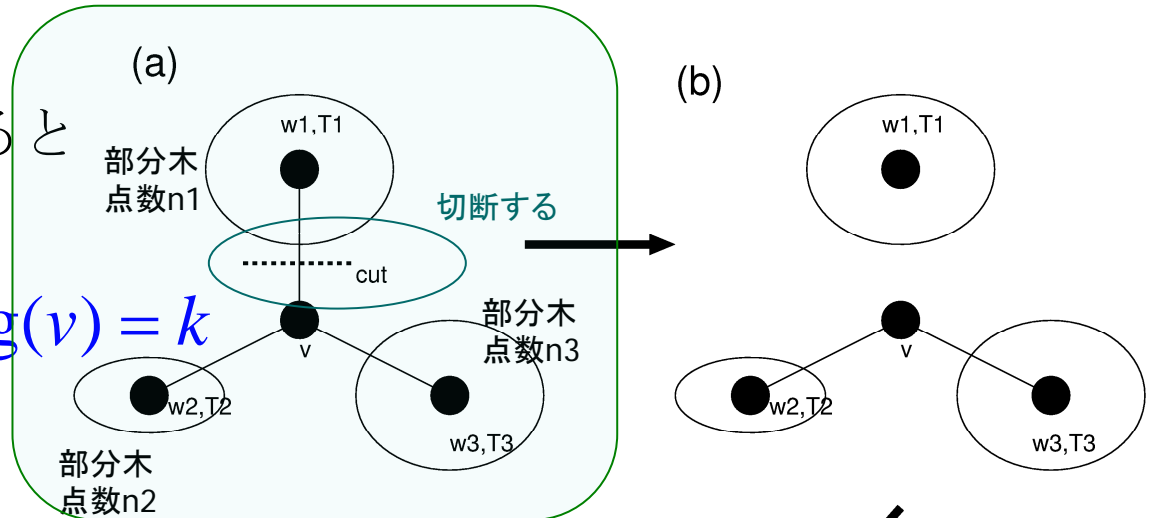 (a)
(b)
ると
w1,T1
w1,T1
部分木
点数n1
切断する
cut
g(v) = k
部分木
点数n3
v
v
w2,T2
w2,T2
w3,T3
w3,T3
部分木
点数n2